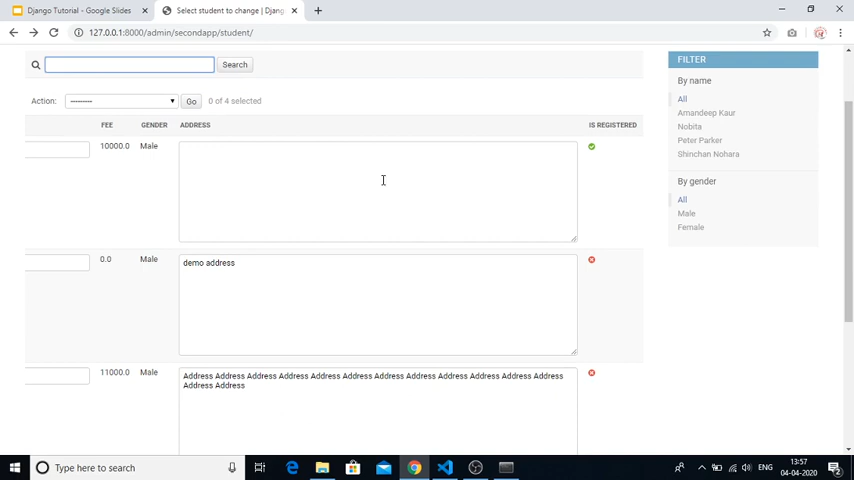 Django Tutorial - Google Slides
Select student to change | Djang
127.0.0.1:8000/admin/secondapp/student/
Search
Action: --------- Go 0 of 4 selected
FEE GENDER ADDRESS IS REGISTERED
10000.0 Male
0.0 Male demo address
11000.0 Male Address Address Address Address Address Address Address Address Address Address Address Address
Address Address
FILTER
By name
All
Amandeep Kaur
Nobita
Peter Parker
Shinchan Nohara
By gender
All
Male
Female
Type here to search
ENG
13:57
04-04-2020
2